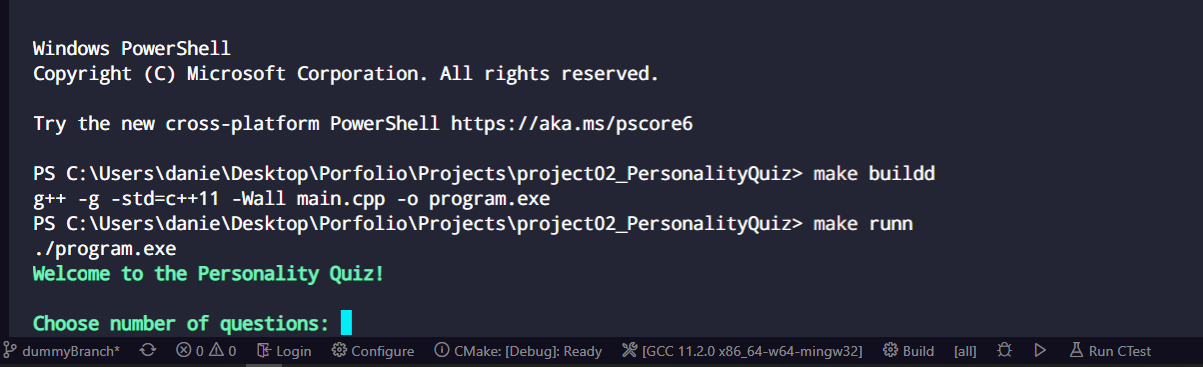 Windows PowerShell
Copyright (C) Microsoft Corporation. All rights reserved.
Try the new cross-platform PowerShell https://aka.ms/pscore6
PS C:\Users\danie\Desktop\Porfolio\Projects\project02_PersonalityQuiz> make buildd
g++ -g -std=c++11 -Wall main.cpp -o program.exe
PS C:\Users\danie\Desktop\Porfolio\Projects\project02_PersonalityQuiz> make runn
./program.exe
Welcome to the Personality Quiz!
Choose number of questions:
dummyBranch* 0 0 Login Configure CMake: [Debug]: Ready [GCC 11.2.0 x86_64-w64-mingw32] Build [all] Run CTest